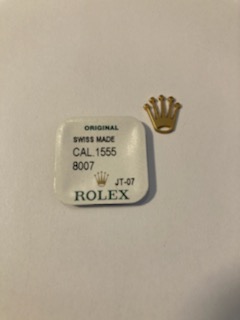 ORIGINAL
SWISS MADE
CAL.1555
8007
JT-07
ROLEX